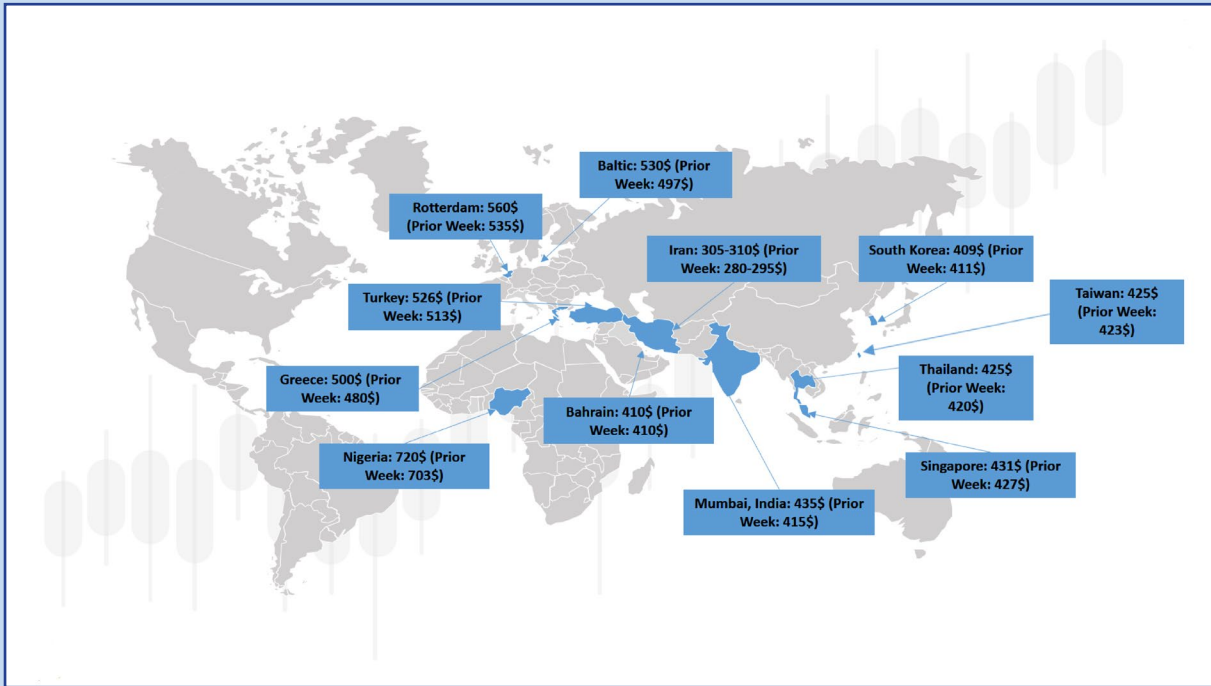 Baltic: 530$ (Prior
Week: 497$)
Rotterdam: 560$
(Prior Week: 535$)
Iran: 305-310$ (Prior
Week: 280-295$)
South Korea: 409$ (Prior
Week: 411$)
Turkey: 526$ (Prior
Week: 513$)
Taiwan: 425$
(Prior Week:
423$)
Greece: 500$ (Prior
Week: 480$)
Thailand: 425$
(Prior Week:
420$)
Bahrain: 410$ (Prior
Week: 410$)
Nigeria: 720$ (Prior
Week: 703$)
Singapore: 431$ (Prior
Week: 427$)
Mumbai, India: 435$ (Prior
Week: 415$)